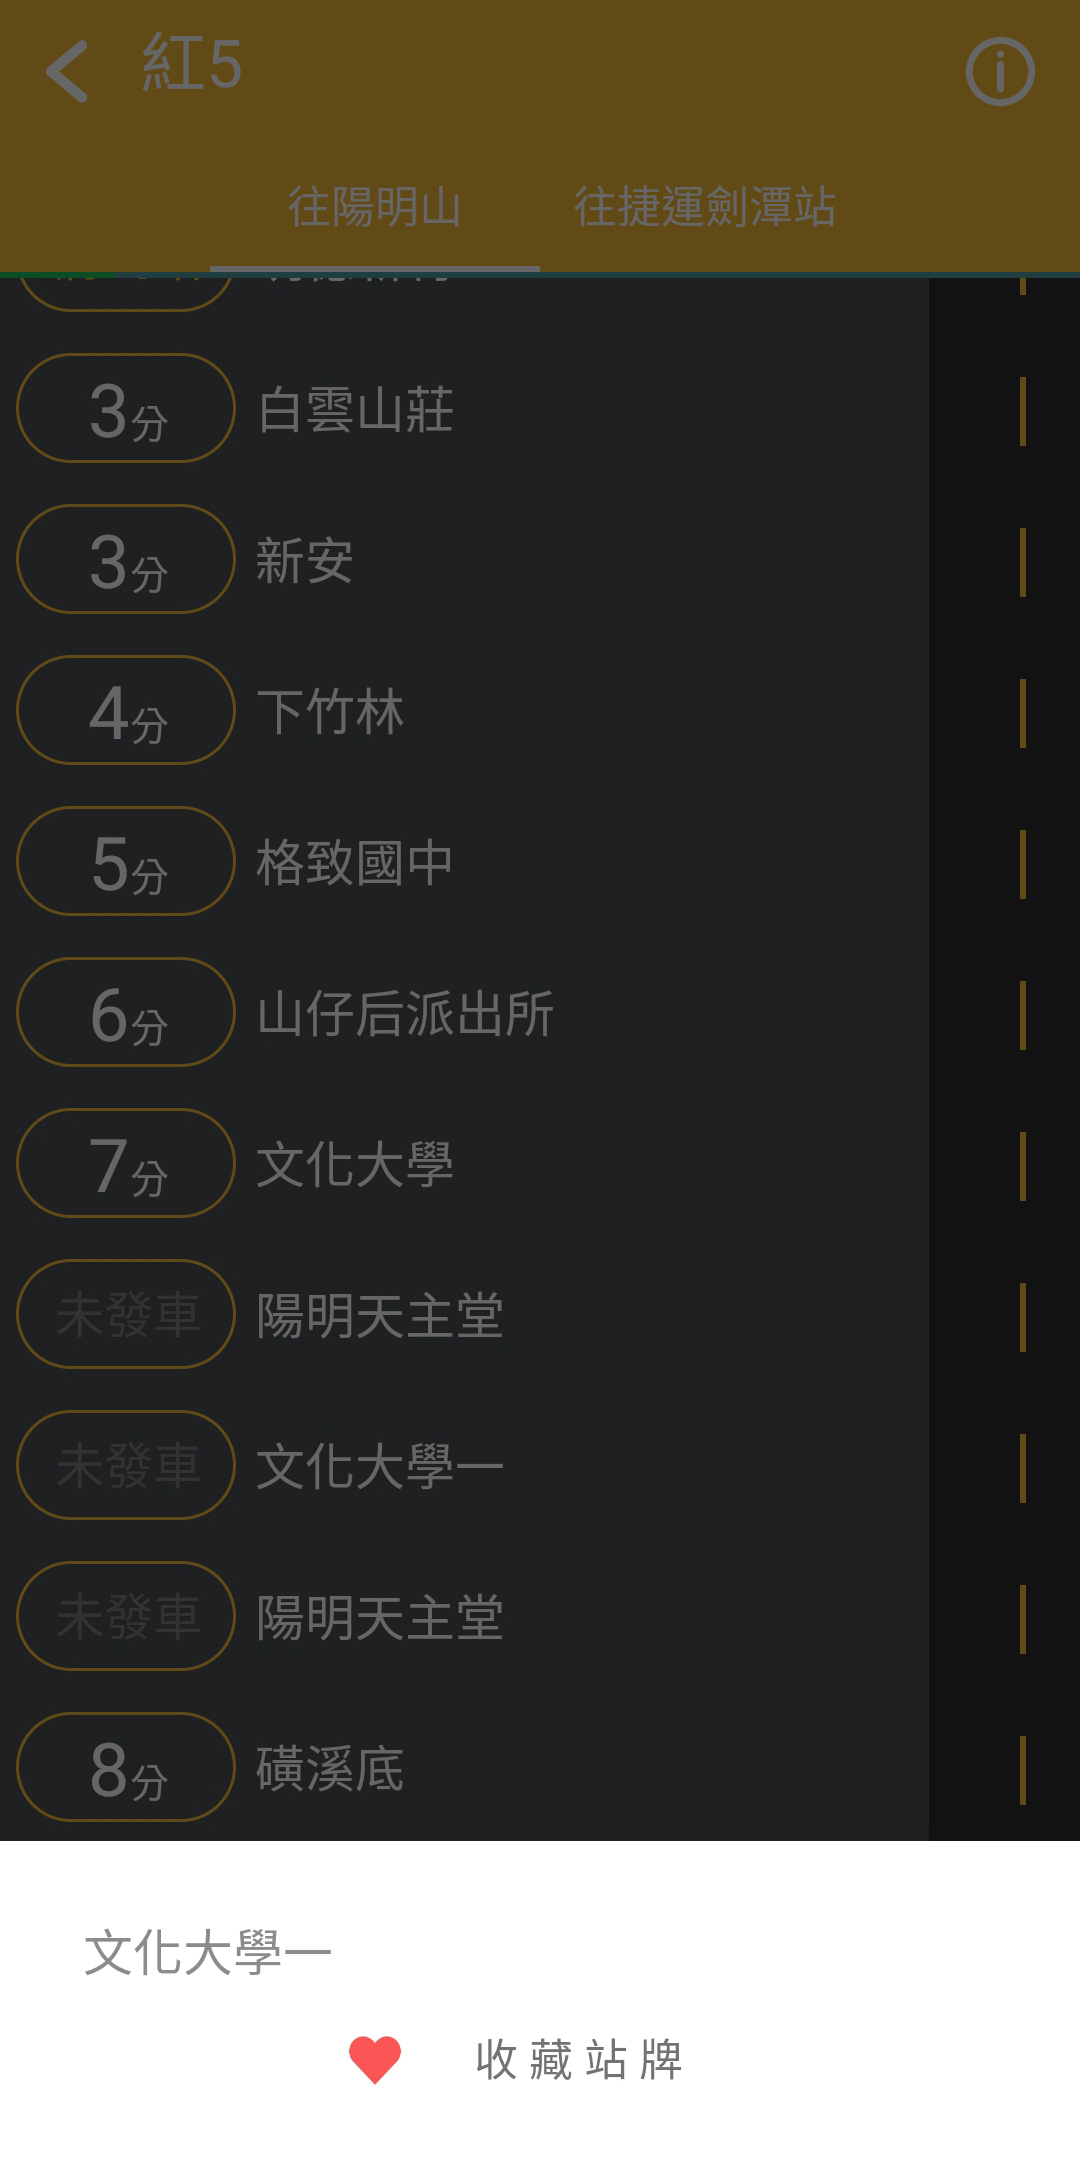 紅5
往陽明山
往捷運劍潭站
3分 白雲山莊
3分 新安
4分 下竹林
5分 格致國中
6分 山仔后派出所
7分 文化大學
未發車 陽明天主堂
未發車 文化大學一
未發車 陽明天主堂
8分 磺溪底
文化大學一
收藏站牌